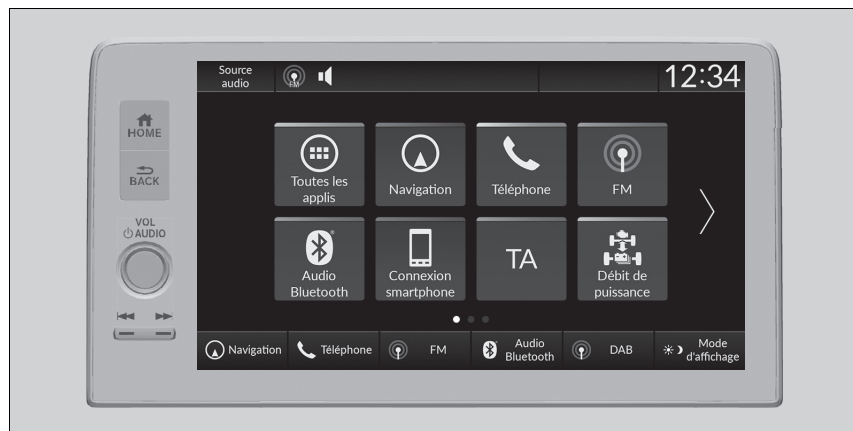 Source
audio
FM
12:34
HOME
BACK
VOL
AUDIO
Toutes les
applis
Navigation
Téléphone
FM
Audio
Bluetooth
Connexion
smartphone
TA
Débit de
puissance
Navigation
Téléphone
FM
Audio
Bluetooth
DAB
Mode
d'affichage